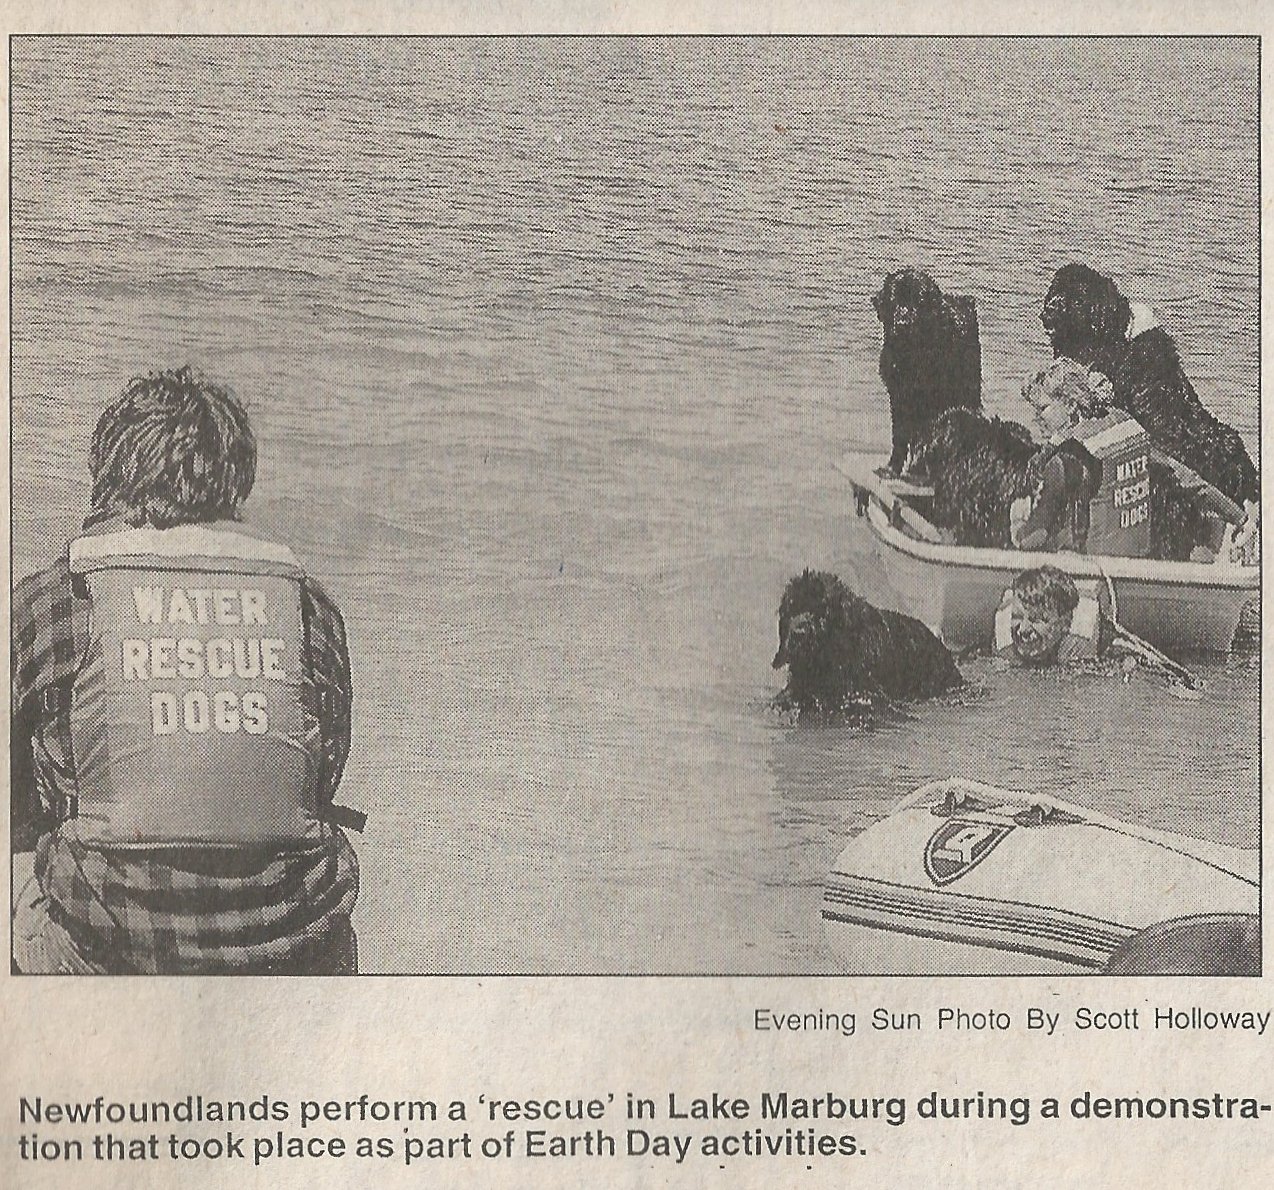 WATER
RESCUE
DOGS
WATER
RESCUE
DOGS
Evening Sun Photo By Scott Holloway
Newfoundlands perform a ‘rescue’ in Lake Marburg during a demonstra-
tion that took place as part of Earth Day activities.